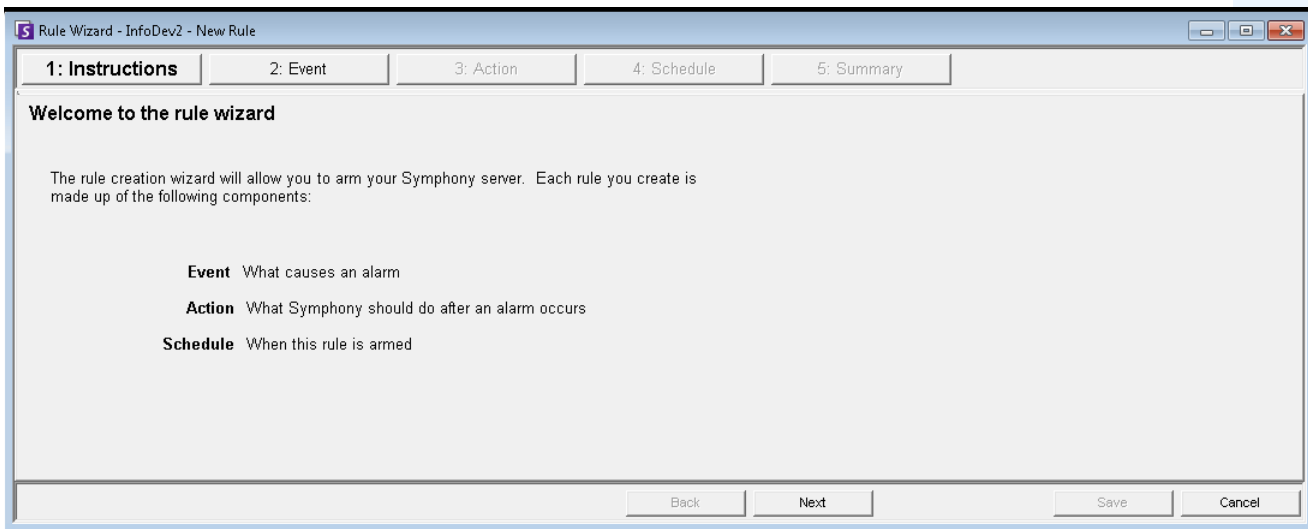 Rule Wizard - InfoDev2 - New Rule
1: Instructions
2: Event
3: Action
4: Schedule
5: Summary
Welcome to the rule wizard
The rule creation wizard will allow you to arm your Symphony server. Each rule you create is
made up of the following components:
Event What causes an alarm
Action What Symphony should do after an alarm occurs
Schedule When this rule is armed
Back
Next
Save
Cancel